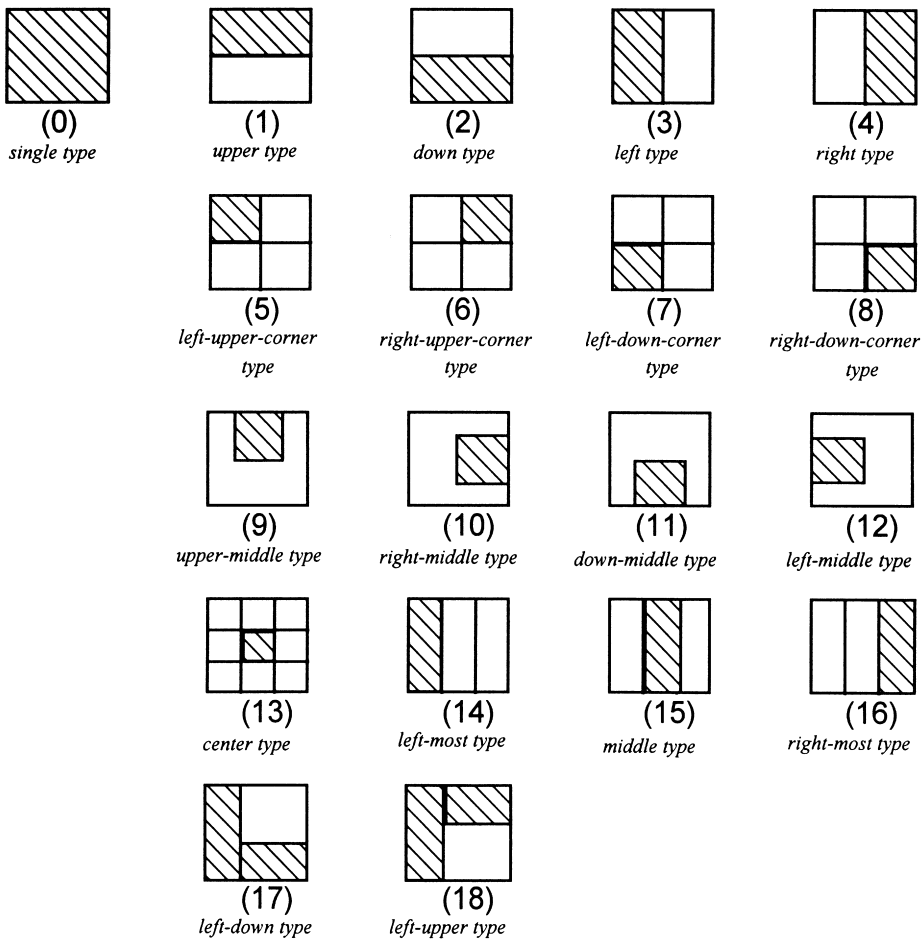 (0) (1) (2) (3) (4)
single type upper type down type left type right type
(5) (6) (7) (8)
left-upper-corner right-upper-corner left-down-corner right-down-corner
type type type type
(9) (10) (11) (12)
upper-middle type right-middle type down-middle type left-middle type
(13) (14) (15) (16)
center type left-most type middle type right-most type
(17) (18)
left-down type left-upper type